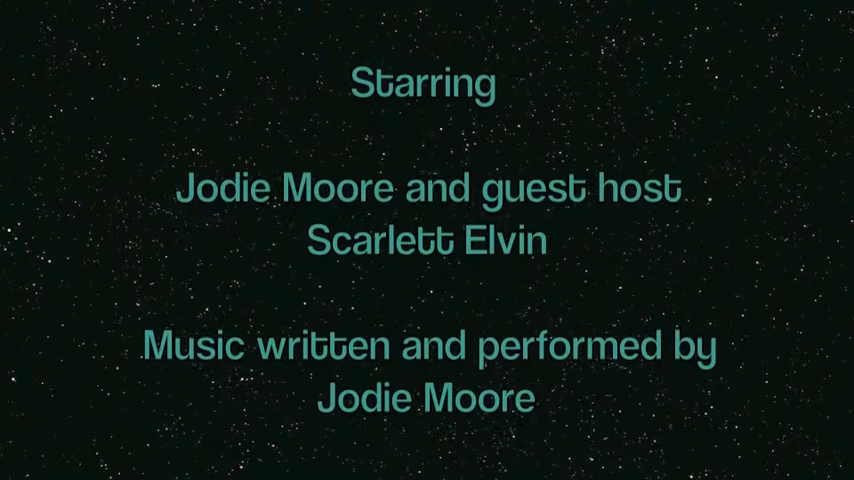 Starring
Jodie Moore and guest host
Scarlett Elvin
Music written and performed by
Jodie Moore